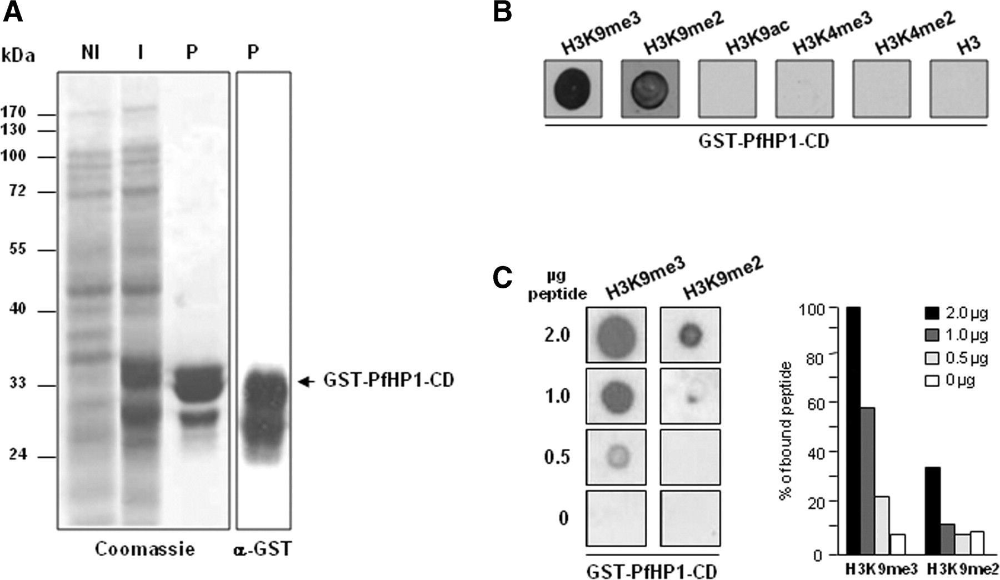 A
kDa NI I P P
170
130
100
72
55
40
33
24
GST-PfHP1-CD
Coomassie α-GST
B
H3K9me3 H3K9me2 H3K9ac H3K4me3 H3K4me2 H3
GST-PfHP1-CD
C
µg
peptide
H3K9me3 H3K9me2
2.0
1.0
0.5
0
GST-PfHP1-CD
% of bound peptide
100
80
60
40
20
0
2.0 µg
1.0 µg
0.5 µg
0 µg
H3K9me3 H3K9me2